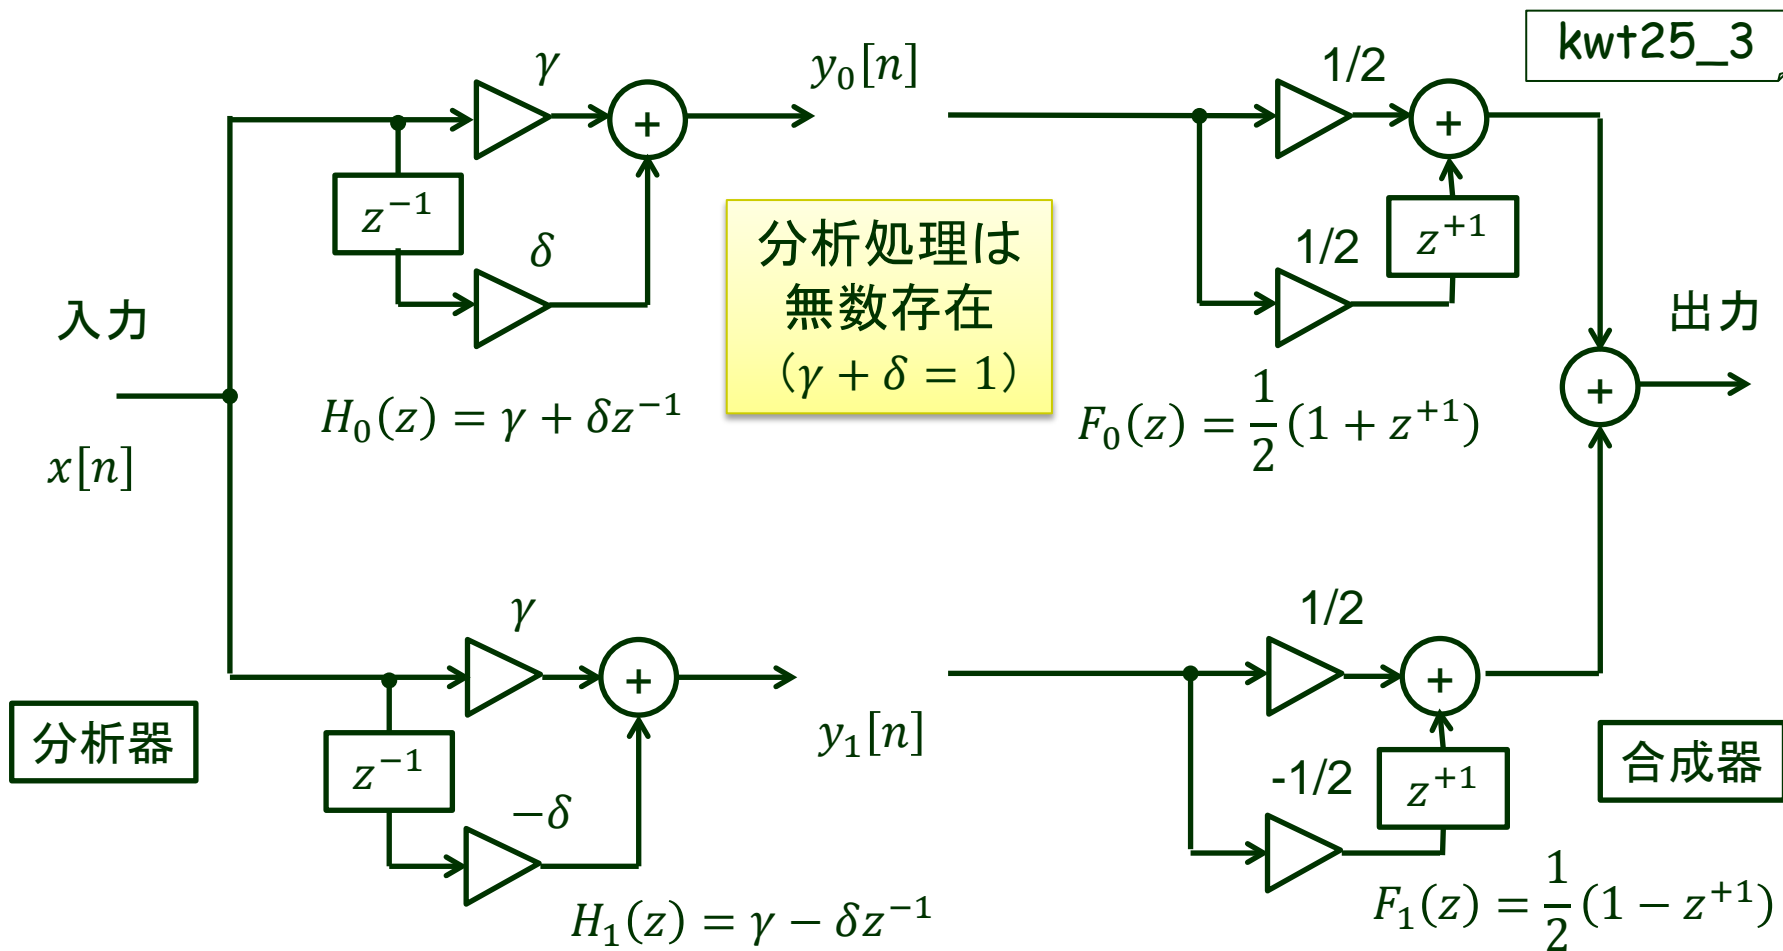 kwt25_3
γ
y₀[n]
1/2
+
+
z⁻¹
δ
分析処理は
無数存在
（γ + δ = 1）
1/2
z⁺¹
入力
出力
H₀(z) = γ + δz⁻¹
F₀(z) = 1/2 (1 + z⁺¹)
+
x[n]
γ
1/2
+
+
分析器
z⁻¹
−δ
y₁[n]
-1/2
z⁺¹
合成器
H₁(z) = γ − δz⁻¹
F₁(z) = 1/2 (1 − z⁺¹)